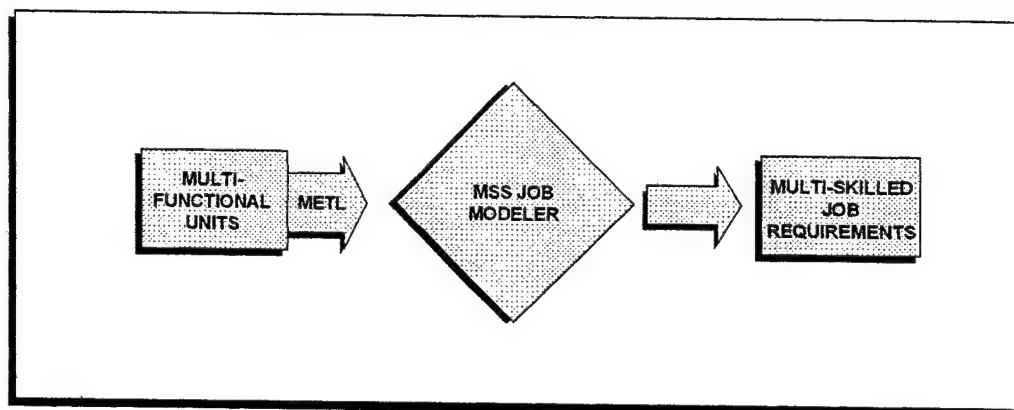 MULTI-
FUNCTIONAL
UNITS
METL
MSS JOB
MODELER
MULTI-SKILLED
JOB
REQUIREMENTS